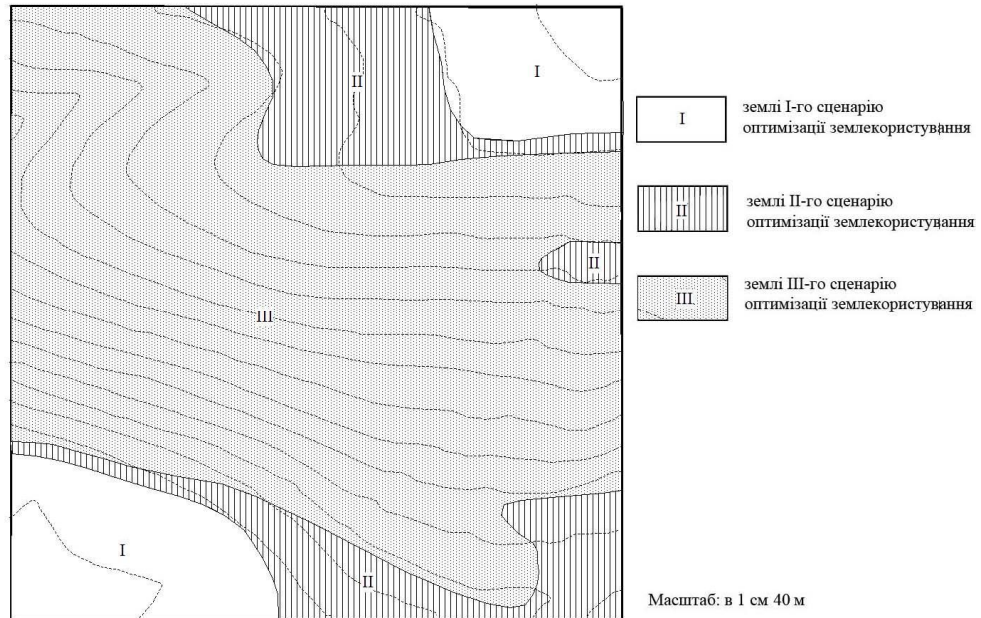 II
I
I
землі I-го сценарію
оптимізації землекористування
II
землі II-го сценарію
оптимізації землекористування
II
III
землі III-го сценарію
оптимізації землекористування
III
I
II
Масштаб: в 1 см 40 м